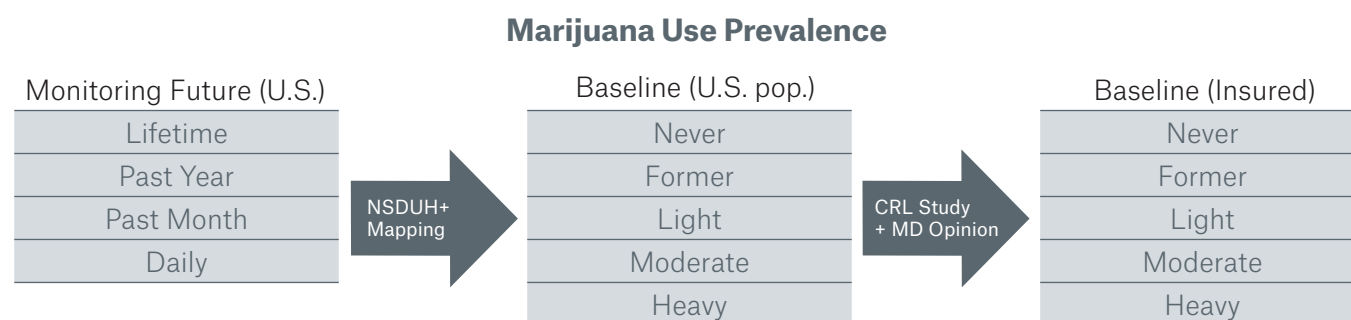 Marijuana Use Prevalence
Monitoring Future (U.S.)
Lifetime
Past Year
Past Month
Daily
NSDUH+
Mapping
Baseline (U.S. pop.)
Never
Former
Light
Moderate
Heavy
CRL Study
+ MD Opinion
Baseline (Insured)
Never
Former
Light
Moderate
Heavy